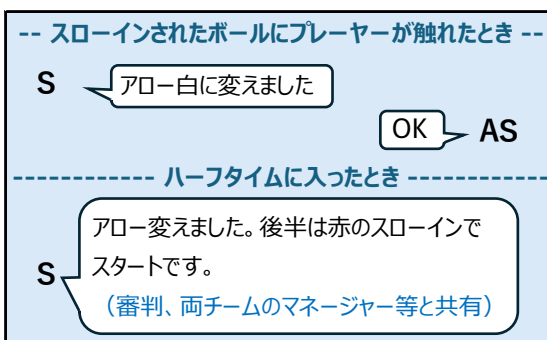 -- スローインされたボールにプレーヤーが触れたとき --
S アロー白に変えました
OK AS
------------ ハーフタイムに入ったとき ------------
アロー変えました。後半は赤のスローインで
S スタートです。
（審判、両チームのマネージャー等と共有）